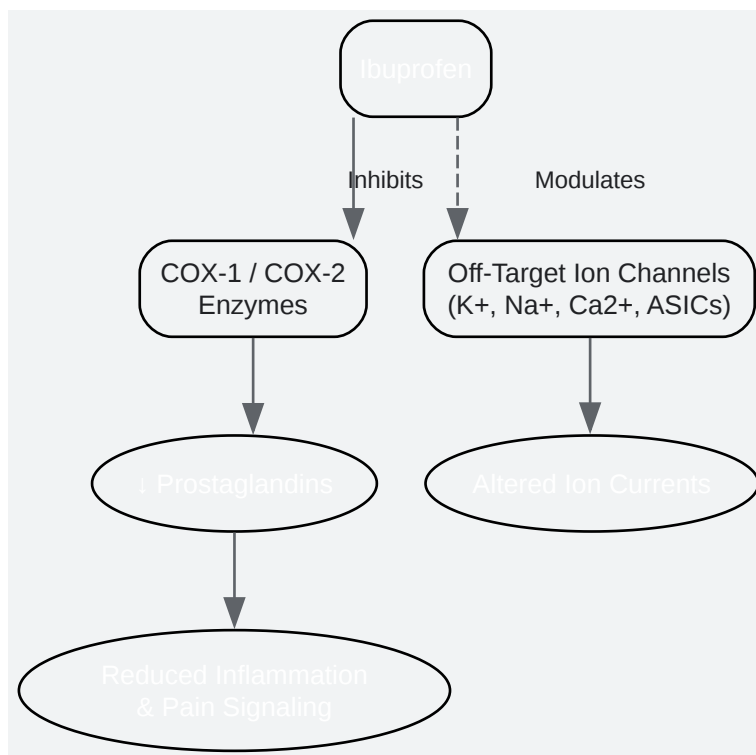 Ibuprofen
Inhibits
Modulates
COX-1 / COX-2
Enzymes
Off-Target Ion Channels
(K+, Na+, Ca2+, ASICs)
↓ Prostaglandins
Altered Ion Currents
Reduced Inflammation
& Pain Signaling